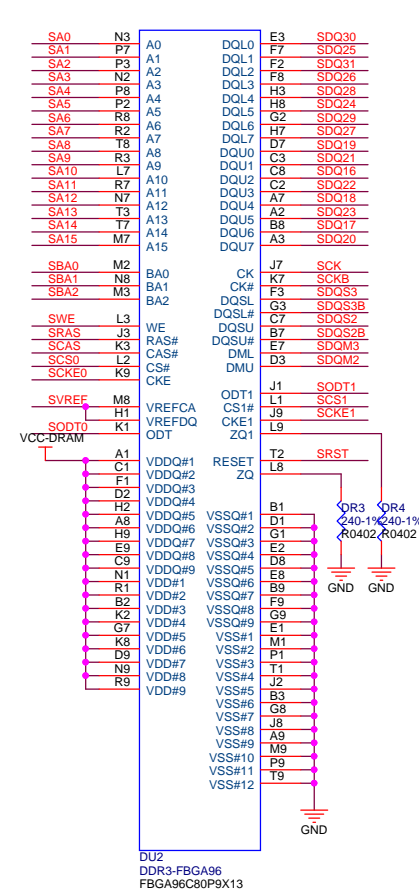 SA0 N3 A0 DQL0 E3 SDQ30
SA1 P7 A1 DQL1 F7 SDQ25
SA2 P3 A2 DQL2 F2 SDQ31
SA3 N2 A3 DQL3 F8 SDQ26
SA4 P8 A4 DQL4 H3 SDQ28
SA5 P2 A5 DQL5 H8 SDQ24
SA6 R8 A6 DQL6 G2 SDQ29
SA7 R2 A7 DQL7 H7 SDQ27
SA8 T8 A8 DQU0 D7 SDQ19
SA9 R3 A9 DQU1 C3 SDQ21
SA10 L7 A10 DQU2 C8 SDQ16
SA11 R7 A11 DQU3 C2 SDQ22
SA12 N7 A12 DQU4 A7 SDQ18
SA13 T3 A13 DQU5 A2 SDQ23
SA14 T7 A14 DQU6 B8 SDQ17
SA15 M7 A15 DQU7 A3 SDQ20
SBA0 M2 BA0 CK J7 SCK
SBA1 N8 BA1 CK# K7 SCKB
SBA2 M3 BA2 DQSL F3 SDQS3
DQSL# G3 SDQS3B
SWE L3 WE DQSU C7 SDQS2
SRAS J3 RAS# DQSU# B7 SDQS2B
SCAS K3 CAS# DML E7 SDQM3
SCS0 L2 CS# DMU D3 SDQM2
SCKE0 K9 CKE
ODT1 J1 SODT1
SVREF M8 VREFCA CS1# L1 SCS1
H1 VREFDQ CKE1 J9 SCKE1
SODT0 K1 ODT ZQ1 L9
VCC-DRAM
A1 VDDQ#1 RESET T2 SRST
C1 VDDQ#2 ZQ L8
F1 VDDQ#3
D2 VDDQ#4
H2 VDDQ#5 VSSQ#1 B1
A8 VDDQ#6 VSSQ#2 D1
H9 VDDQ#7 VSSQ#3 G1
E9 VDDQ#8 VSSQ#4 E2
C9 VDDQ#9 VSSQ#5 D8
N1 VDD#1 VSSQ#6 E8
R1 VDD#2 VSSQ#7 B9
B2 VDD#3 VSSQ#8 F9
K2 VDD#4 VSSQ#9 G9
G7 VDD#5 VSS#1 E1
K8 VDD#6 VSS#2 M1
D9 VDD#7 VSS#3 P1
N9 VDD#8 VSS#4 T1
R9 VDD#9 VSS#5 J2
VSS#6 B3
VSS#7 G8
VSS#8 J8
VSS#9 A9
VSS#10 M9
VSS#11 P9
VSS#12 T9
DR3 DR4
240-1% 240-1%
R0402 R0402
GND GND
GND
DU2
DDR3-FBGA96
FBGA96C80P9X13